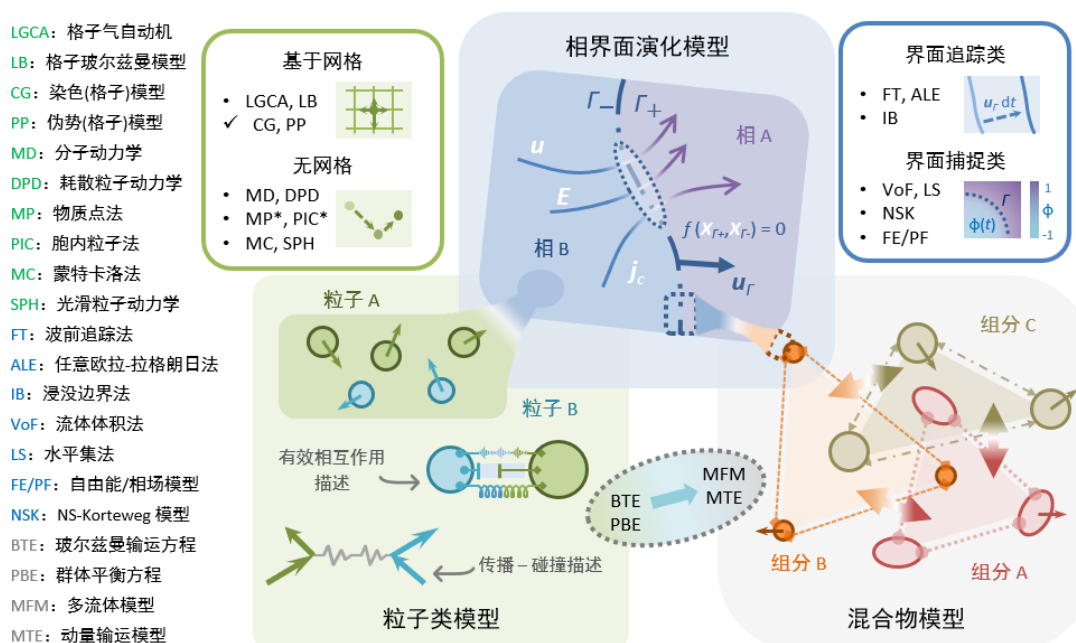 LGCA：格子气自动机
LB：格子玻尔兹曼模型
CG：染色(格子)模型
PP：伪势(格子)模型
MD：分子动力学
DPD：耗散粒子动力学
MP：物质点法
PIC：胞内粒子法
MC：蒙特卡洛法
SPH：光滑粒子动力学
FT：波前追踪法
ALE：任意欧拉-拉格朗日法
IB：浸没边界法
VoF：流体体积法
LS：水平集法
FE/PF：自由能/相场模型
NSK：NS-Korteweg 模型
BTE：玻尔兹曼输运方程
PBE：群体平衡方程
MFM：多流体模型
MTE：动量输运模型
基于网格
• LGCA, LB
✓ CG, PP
无网格
• MD, DPD
• MP*, PIC*
• MC, SPH
相界面演化模型
Γ− Γ+
相 A
u
E
f (xΓ+,xΓ-) = 0
相 B
jc
uΓ
界面追踪类
• FT, ALE
• IB
uΓ dt
界面捕捉类
• VoF, LS
• NSK
• FE/PF
Γ
ϕ(t)
1
ϕ
-1
粒子 A
粒子 B
有效相互作用
描述
传播 – 碰撞描述
粒子类模型
BTE
PBE
MFM
MTE
组分 C
组分 B
组分 A
混合物模型